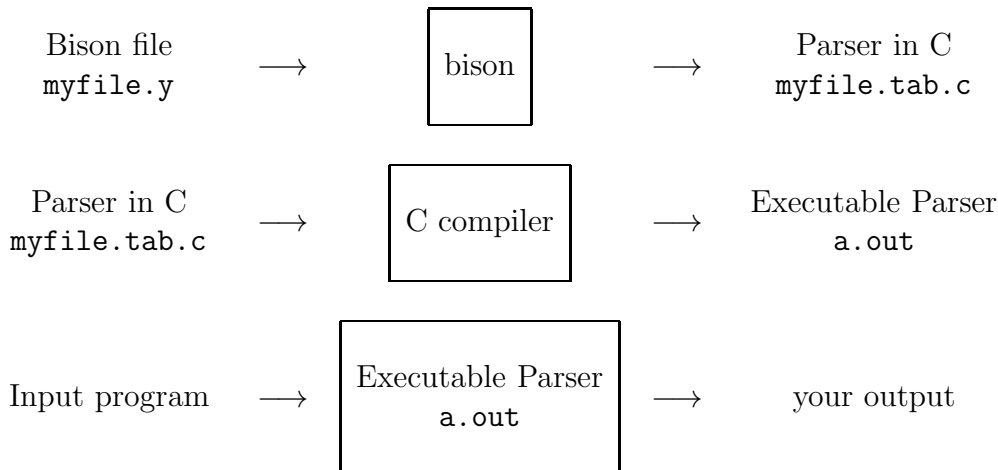 Bison file
myfile.y
⟶
bison
⟶
Parser in C
myfile.tab.c
Parser in C
myfile.tab.c
⟶
C compiler
⟶
Executable Parser
a.out
Input program
⟶
Executable Parser
a.out
⟶
your output